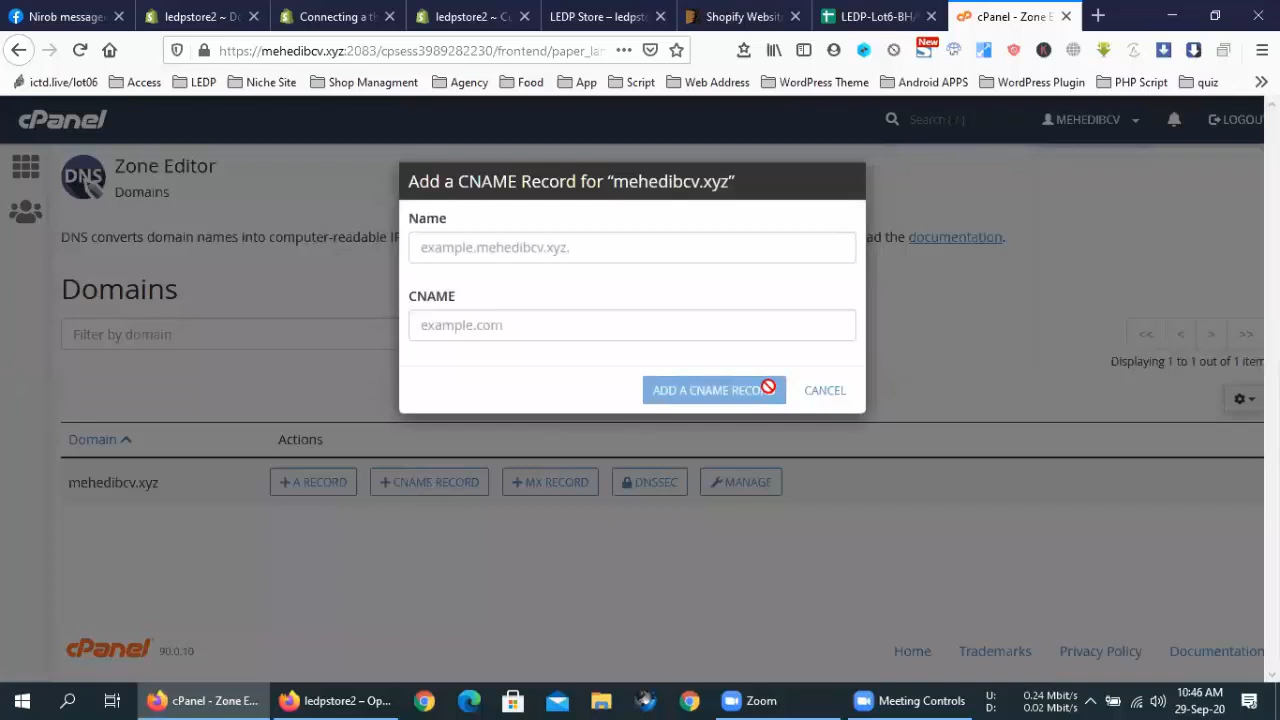 Nirob message
ledpstore2 ~ Do
Connecting a th
ledpstore2 ~ Cu
LEDP Store – ledpst
Shopify Websit
LEDP-Lot6-BHA
cPanel - Zone E
https://mehedibcv.xyz:2083/cpsess3989282230/frontend/paper_la
New
ictd.live/lot06
Access
LEDP
Niche Site
Shop Managment
Agency
Food
App
Script
Web Address
WordPress Theme
Android APPS
WordPress Plugin
PHP Script
quiz
cPanel
Search ( / )
MEHEDIBCV
LOGOU
DNS
Zone Editor
Domains
DNS converts domain names into computer-readable IP
ad the documentation.
Add a CNAME Record for “mehedibcv.xyz”
Name
example.mehedibcv.xyz.
CNAME
example.com
ADD A CNAME RECO
CANCEL
Domains
Filter by domain
<< < > >>
Displaying 1 to 1 out of 1 item
Domain
Actions
mehedibcv.xyz
+ A RECORD
+ CNAME RECORD
+ MX RECORD
DNSSEC
MANAGE
cPanel 90.0.10
Home
Trademarks
Privacy Policy
Documentation
cPanel - Zone E...
ledpstore2 – Op...
Zoom
Meeting Controls
U: 0.24 Mbit/s
D: 0.02 Mbit/s
10:46 AM
29-Sep-20